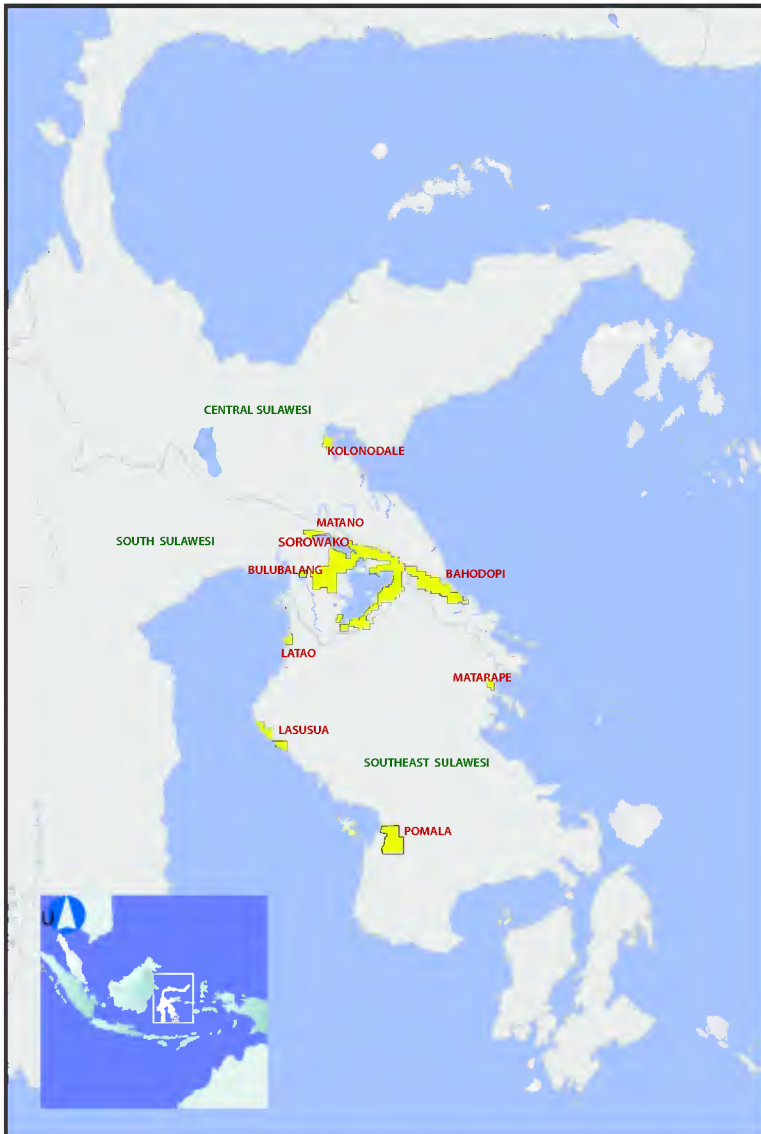 CENTRAL SULAWESI
KOLONODALE
MATANO
SOUTH SULAWESI
SOROWAKO
BULUBALANG
BAHODOPI
LATAO
MATARAPE
LASUSUA
SOUTHEAST SULAWESI
POMALA
U